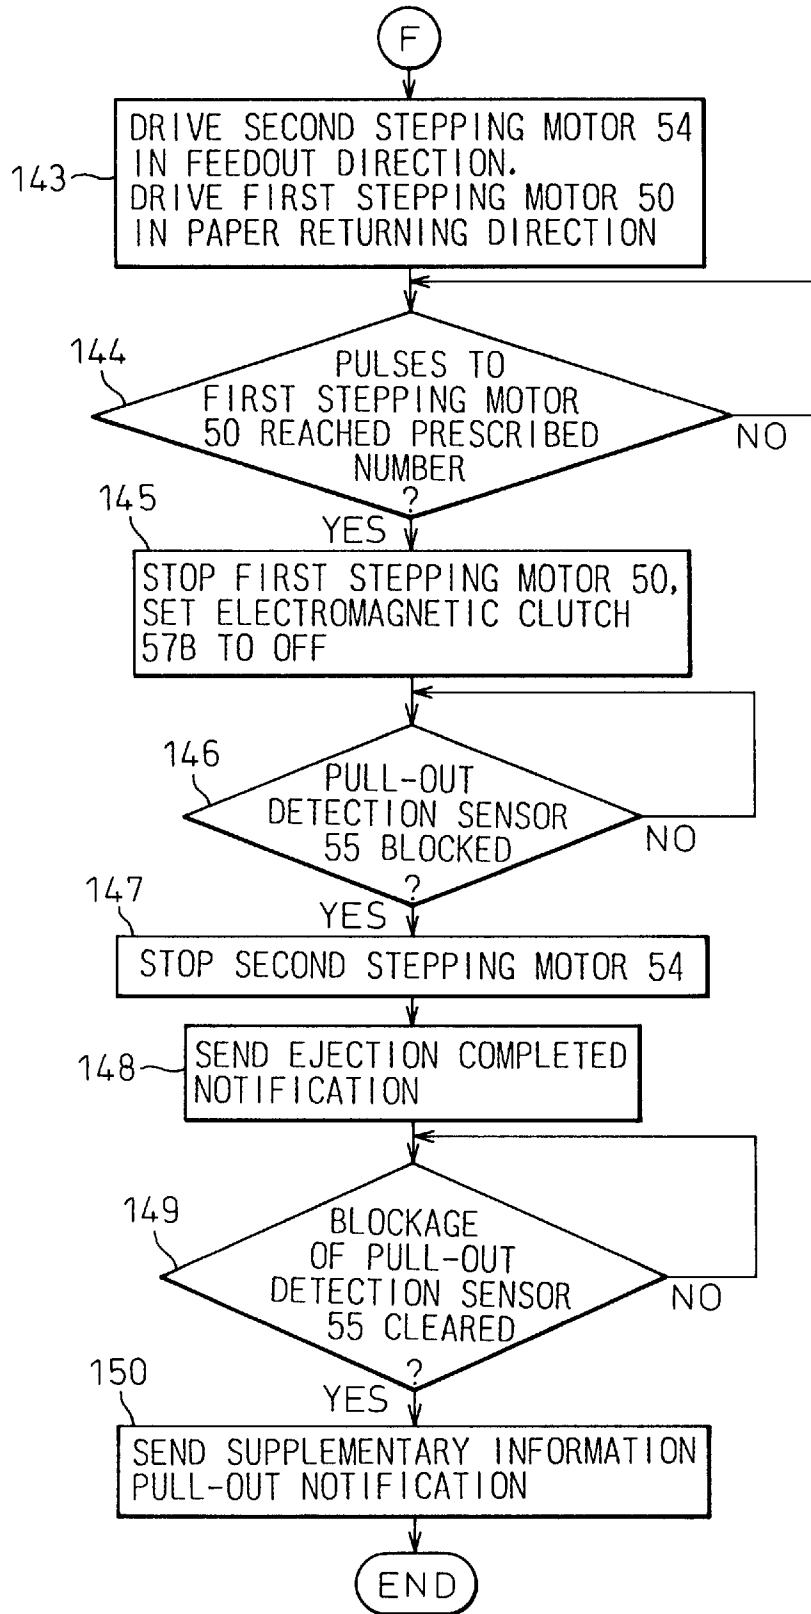 F
143
DRIVE SECOND STEPPING MOTOR 54
IN FEEDOUT DIRECTION.
DRIVE FIRST STEPPING MOTOR 50
IN PAPER RETURNING DIRECTION
144
PULSES TO
FIRST STEPPING MOTOR
50 REACHED PRESCRIBED
NUMBER
?
NO
YES
145
STOP FIRST STEPPING MOTOR 50,
SET ELECTROMAGNETIC CLUTCH
57B TO OFF
146
PULL-OUT
DETECTION SENSOR
55 BLOCKED
?
NO
YES
147
STOP SECOND STEPPING MOTOR 54
148
SEND EJECTION COMPLETED
NOTIFICATION
149
BLOCKAGE
OF PULL-OUT
DETECTION SENSOR
55 CLEARED
?
NO
YES
150
SEND SUPPLEMENTARY INFORMATION
PULL-OUT NOTIFICATION
END